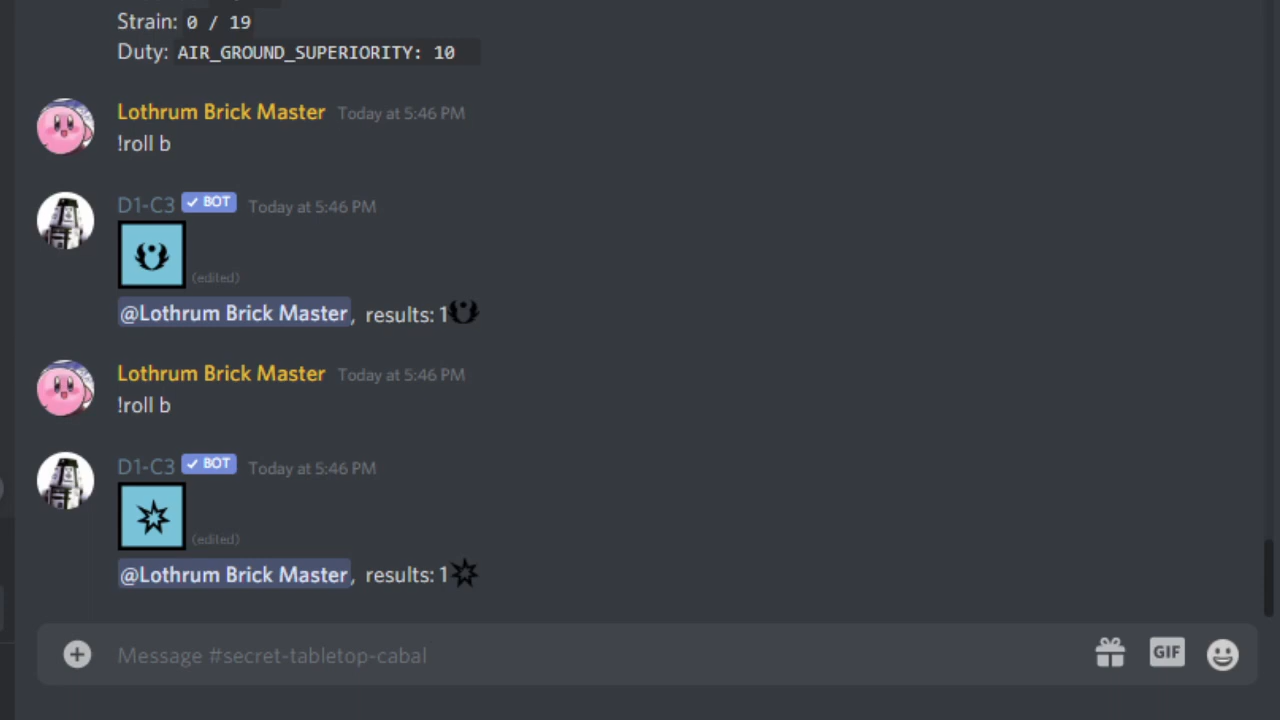 Strain: 0 / 19
Duty: AIR_GROUND_SUPERIORITY: 10
Lothrum Brick Master Today at 5:46 PM
!roll b
D1-C3 ✓ BOT Today at 5:46 PM
(edited)
@Lothrum Brick Master, results: 1
Lothrum Brick Master Today at 5:46 PM
!roll b
D1-C3 ✓ BOT Today at 5:46 PM
(edited)
@Lothrum Brick Master, results: 1
Message #secret-tabletop-cabal
GIF